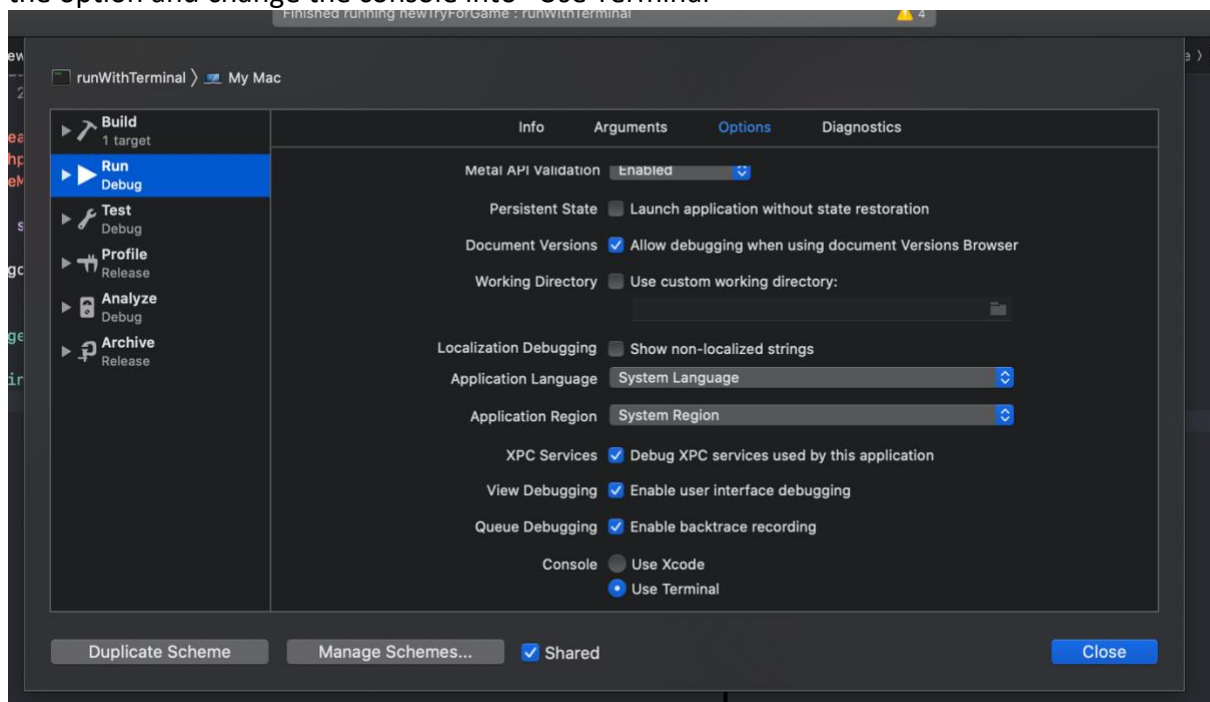 the option and change the console into "Use Terminal"
Finished running newTryForGame : runWithTerminal
4
runWithTerminal 〉 My Mac
Build
1 target
Info Arguments Options Diagnostics
Run
Debug
Metal API Validation Enabled
Test
Debug
Persistent State Launch application without state restoration
Profile
Release
Document Versions Allow debugging when using document Versions Browser
Working Directory Use custom working directory:
Analyze
Debug
Archive
Release
Localization Debugging Show non-localized strings
Application Language System Language
Application Region System Region
XPC Services Debug XPC services used by this application
View Debugging Enable user interface debugging
Queue Debugging Enable backtrace recording
Console Use Xcode
Use Terminal
Duplicate Scheme Manage Schemes... Shared Close